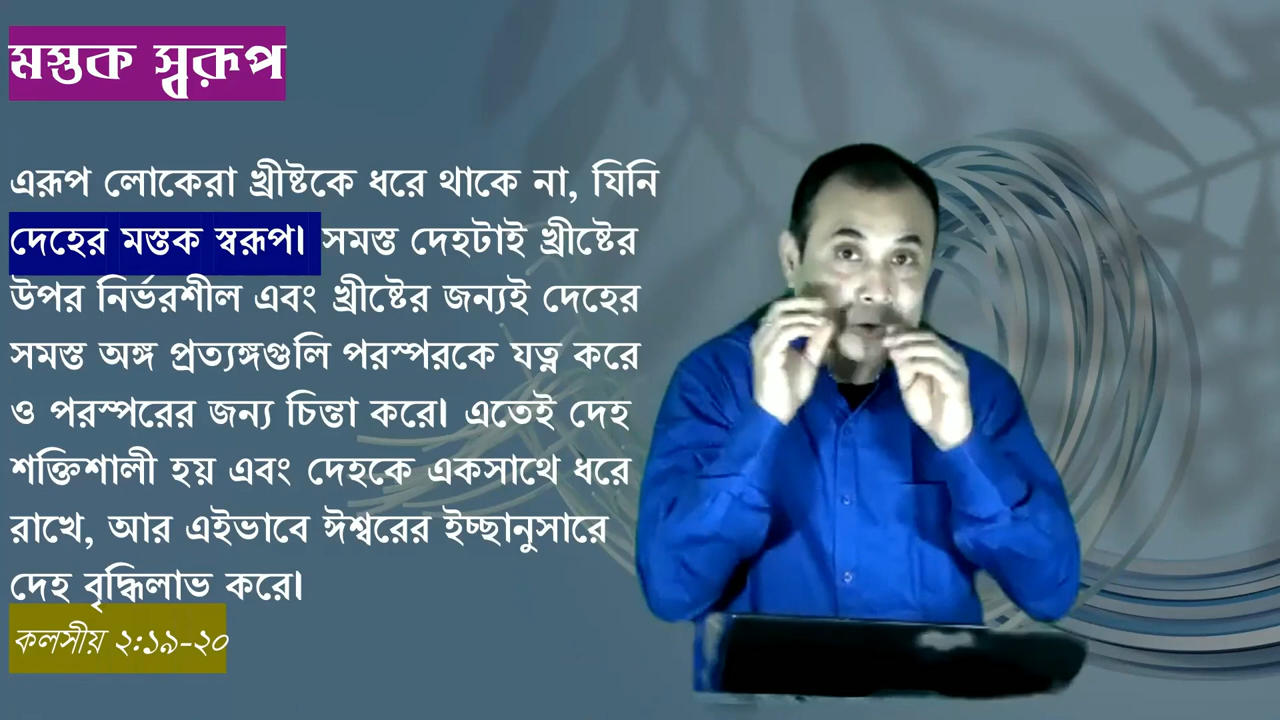 মস্তক স্বরূপ
এরূপ লোকেরা খ্রীষ্টকে ধরে থাকে না, যিনি
দেহের মস্তক স্বরূপ। সমস্ত দেহটাই খ্রীষ্টের
উপর নির্ভরশীল এবং খ্রীষ্টের জন্যই দেহের
সমস্ত অঙ্গ প্রত্যঙ্গগুলি পরস্পরকে যত্ন করে
ও পরস্পরের জন্য চিন্তা করে। এতেই দেহ
শক্তিশালী হয় এবং দেহকে একসাথে ধরে
রাখে, আর এইভাবে ঈশ্বরের ইচ্ছানুসারে
দেহ বৃদ্ধিলাভ করে।
কলসীয় ২:১৯-২০